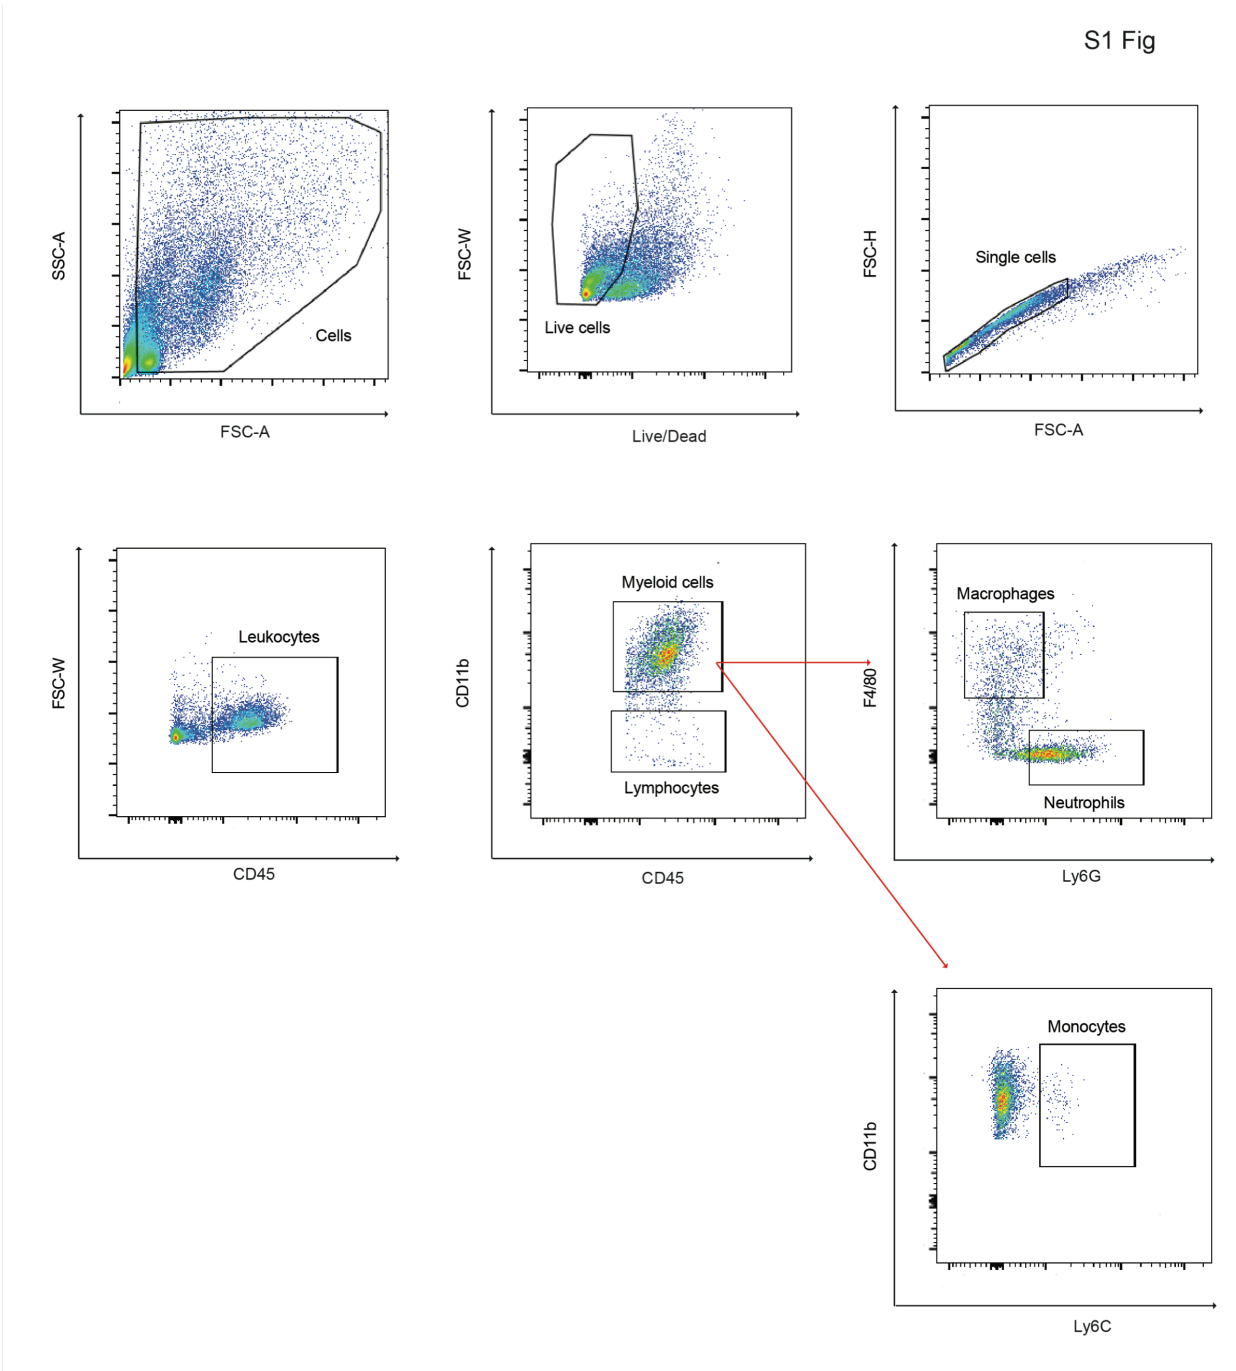 S1 Fig
SSC-A
Cells
FSC-A
FSC-W
Live cells
Live/Dead
FSC-H
Single cells
FSC-A
FSC-W
Leukocytes
CD45
CD11b
Myeloid cells
Lymphocytes
CD45
F4/80
Macrophages
Neutrophils
Ly6G
CD11b
Monocytes
Ly6C